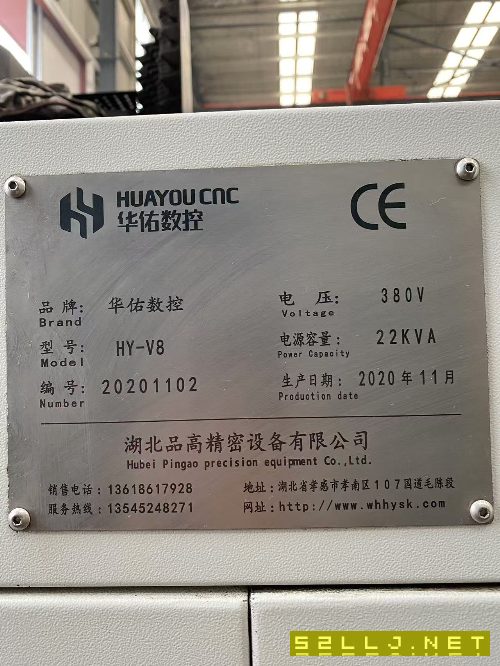 HUAYOU CNC
华佑数控
CE
品牌: 华佑数控
Brand
电压: 380V
Voltage
型号: HY-V8
Model
电源容量: 22KVA
Power Capacity
编号: 20201102
Number
生产日期: 2020年11月
Production date
湖北品高精密设备有限公司
Hubei Pingao precision equipment Co.,Ltd.
销售电话: 13618617928
地址: 湖北省孝感市孝南区107国道毛陈段
服务热线: 13545248271
网址: http://www.whhysk.com
52LLJ.NET